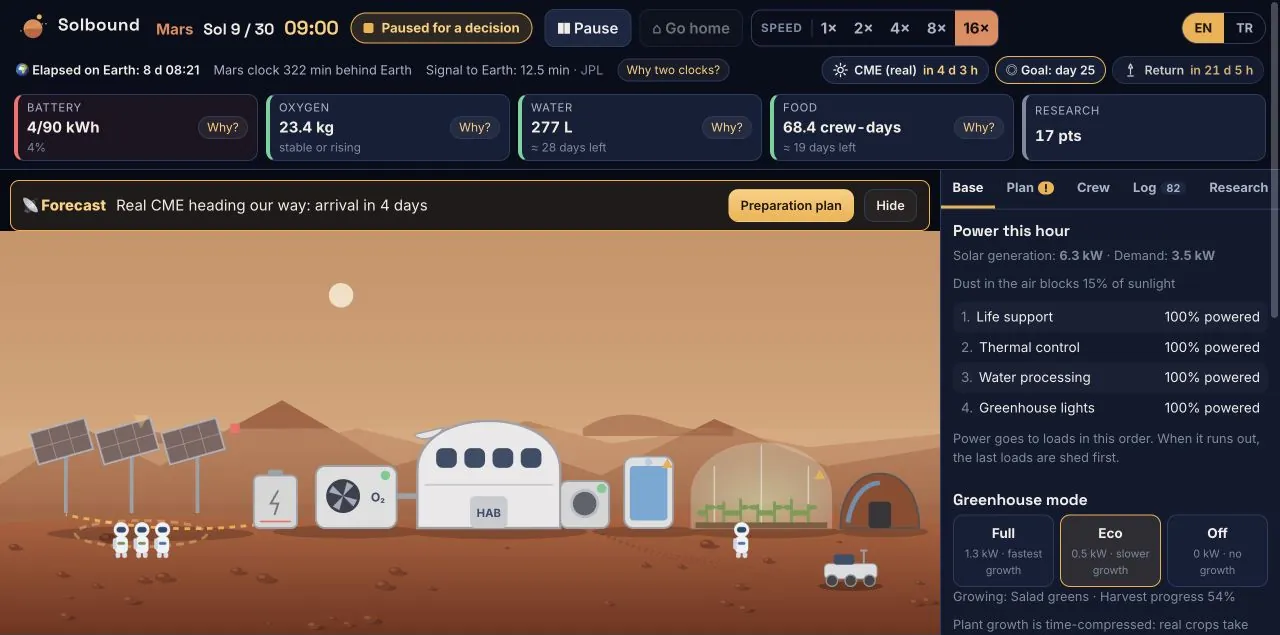 Solbound
Mars Sol 9 / 30 09:00
Paused for a decision
Pause
Go home
SPEED 1× 2× 4× 8× 16×
EN TR
Elapsed on Earth: 8 d 08:21
Mars clock 322 min behind Earth
Signal to Earth: 12.5 min · JPL
Why two clocks?
CME (real) in 4 d 3 h
Goal: day 25
Return in 21 d 5 h
BATTERY
4/90 kWh
Why?
4%
OXYGEN
23.4 kg
Why?
stable or rising
WATER
277 L
Why?
≈ 28 days left
FOOD
68.4 crew-days
Why?
≈ 19 days left
RESEARCH
17 pts
Forecast Real CME heading our way: arrival in 4 days
Preparation plan
Hide
O₂
HAB
Base Plan ! Crew Log 82 Research
Power this hour
Solar generation: 6.3 kW · Demand: 3.5 kW
Dust in the air blocks 15% of sunlight
1. Life support 100% powered
2. Thermal control 100% powered
3. Water processing 100% powered
4. Greenhouse lights 100% powered
Power goes to loads in this order. When it runs out,
the last loads are shed first.
Greenhouse mode
Full
1.3 kW · fastest
growth
Eco
0.5 kW · slower
growth
Off
0 kW · no
growth
Growing: Salad greens · Harvest progress 54%
Plant growth is time-compressed: real crops take